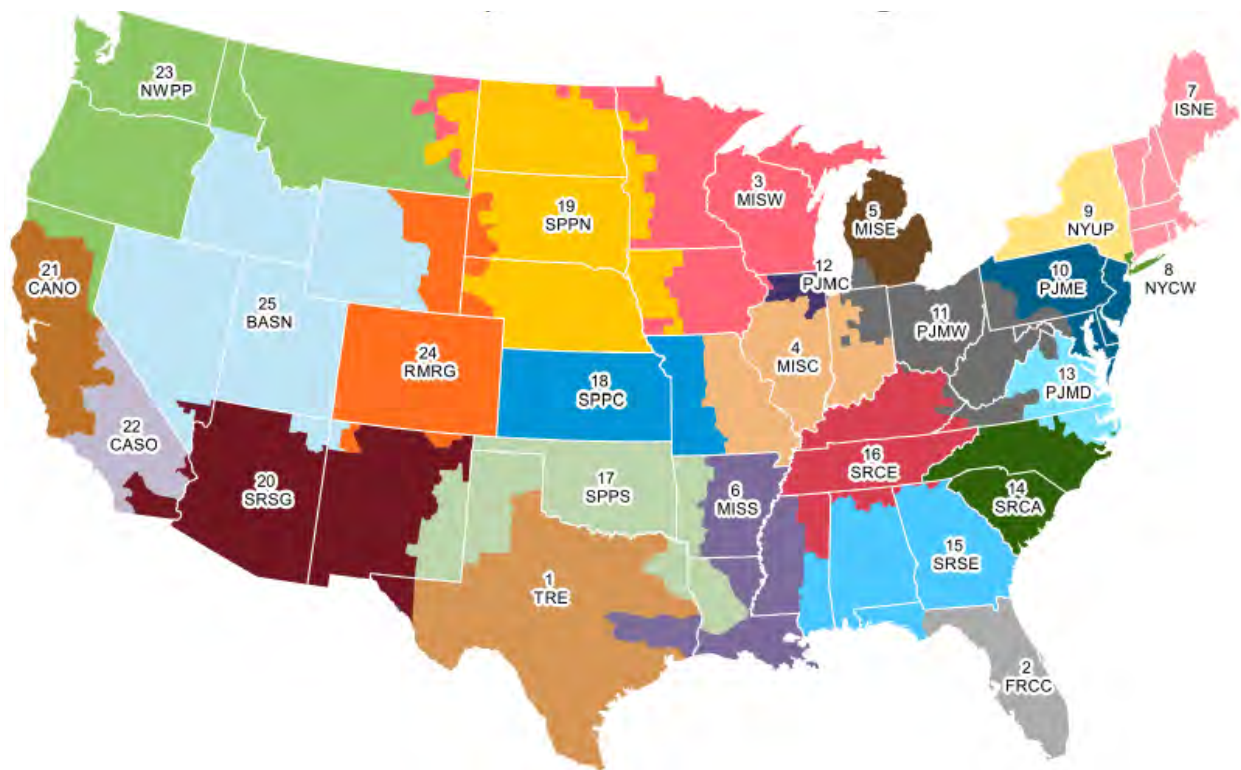 7
ISNE
23
NWPP
3
MISW
19
SPPN
5
MISE
9
NYUP
12
PJMC
10
PJME
8
NYCW
21
CANO
25
BASN
11
PJMW
24
RMRG
4
MISC
18
SPPC
13
PJMD
22
CASO
16
SRCE
20
SRSG
17
SPPS
6
MISS
14
SRCA
15
SRSE
1
TRE
2
FRCC